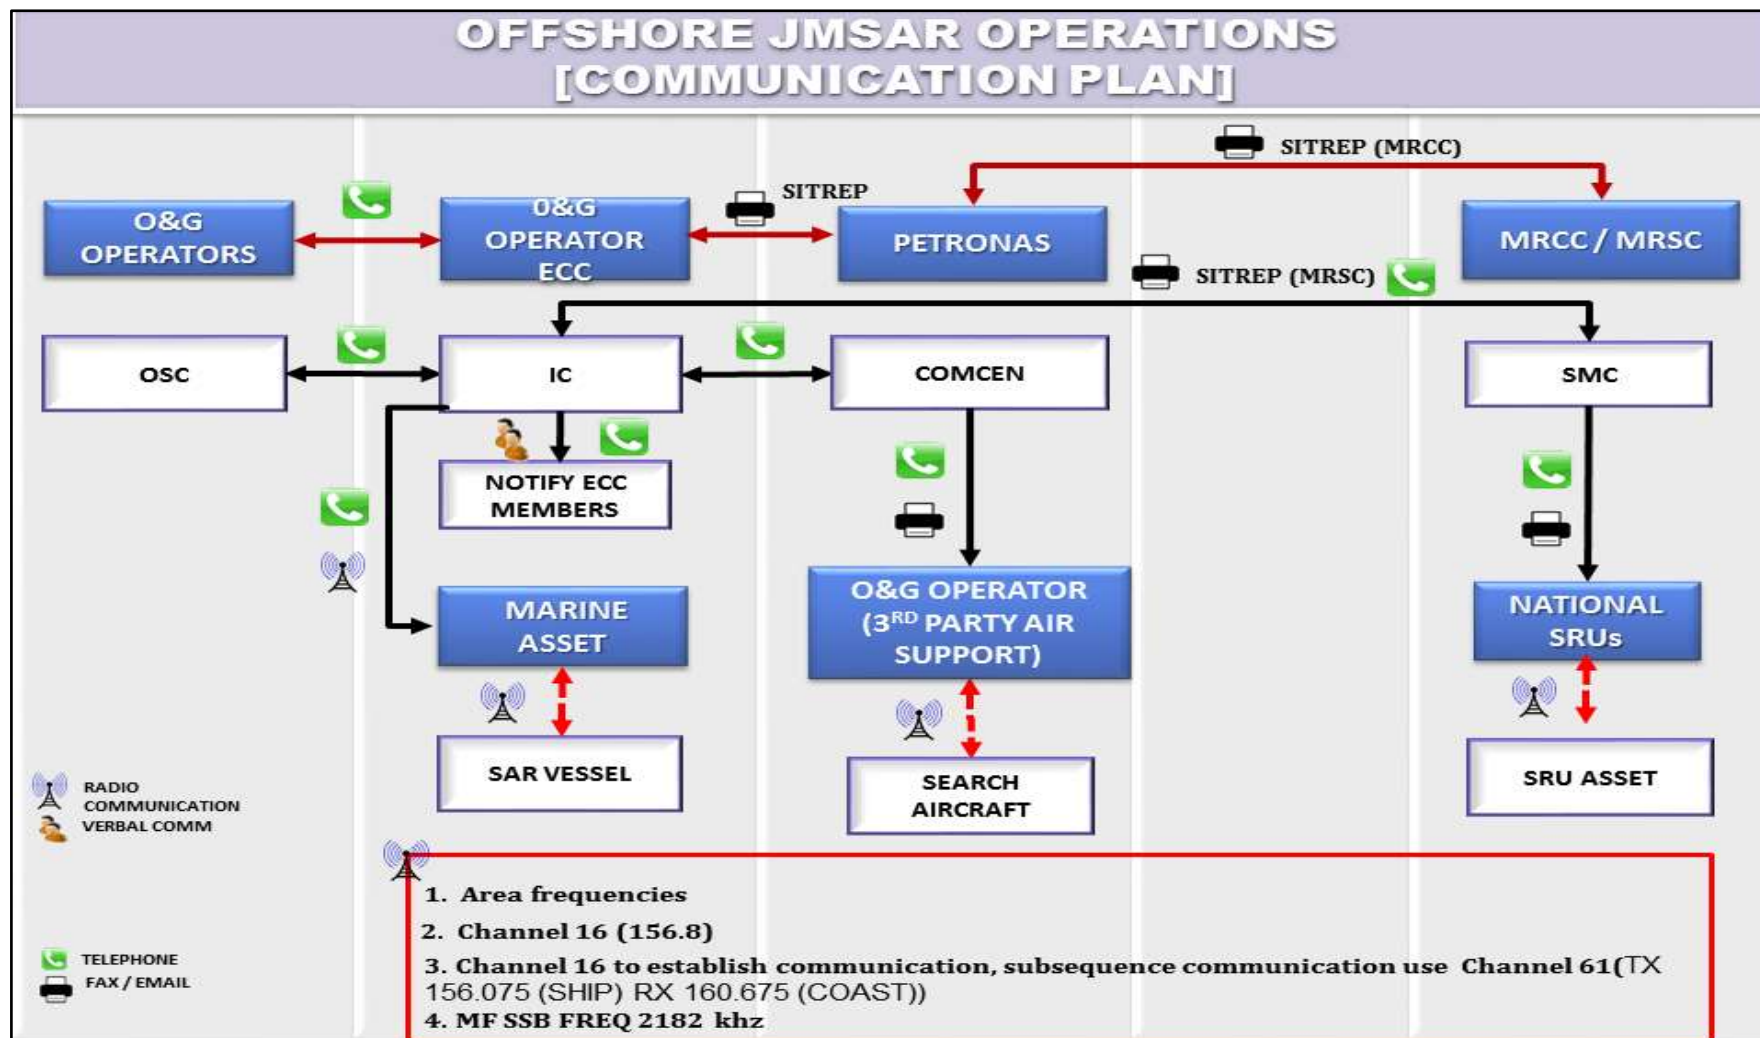 OFFSHORE JMSAR OPERATIONS
[COMMUNICATION PLAN]
SITREP (MRCC)
SITREP
O&G
OPERATORS
0&G
OPERATOR
ECC
PETRONAS
MRCC / MRSC
SITREP (MRSC)
OSC
IC
COMCEN
SMC
NOTIFY ECC
MEMBERS
MARINE
ASSET
O&G OPERATOR
(3RD PARTY AIR
SUPPORT)
NATIONAL
SRUs
SAR VESSEL
SEARCH
AIRCRAFT
SRU ASSET
RADIO
COMMUNICATION
VERBAL COMM
TELEPHONE
FAX / EMAIL
1. Area frequencies
2. Channel 16 (156.8)
3. Channel 16 to establish communication, subsequence communication use Channel 61(TX
156.075 (SHIP) RX 160.675 (COAST))
4. MF SSB FREQ 2182 khz